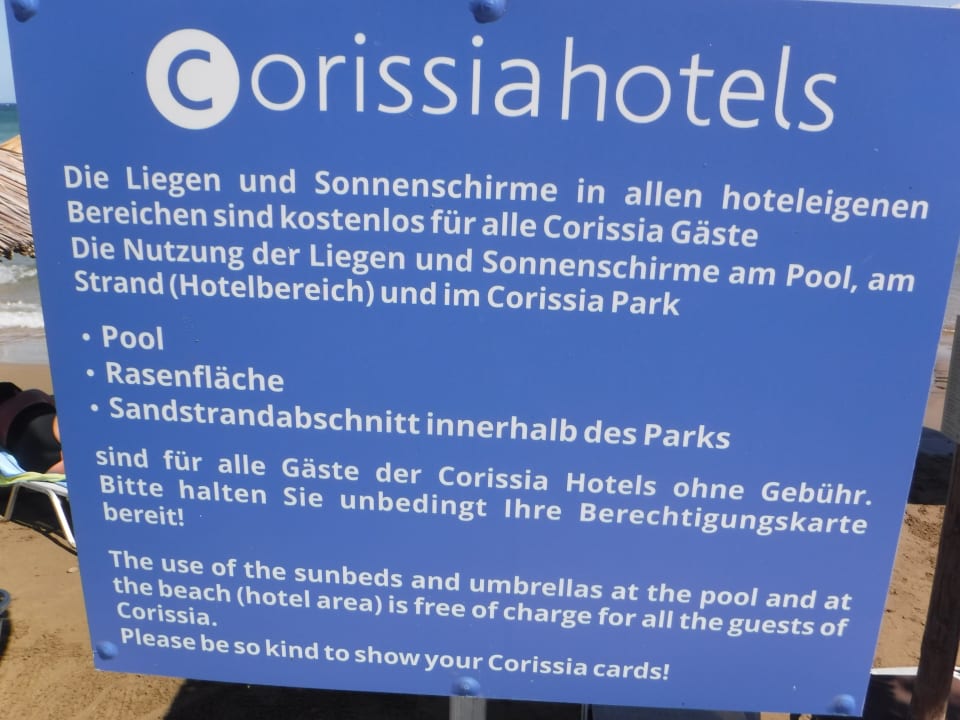 corissiahotels
Die Liegen und Sonnenschirme in allen hoteleigenen
Bereichen sind kostenlos für alle Corissia Gäste
Die Nutzung der Liegen und Sonnenschirme am Pool, am
Strand (Hotelbereich) und im Corissia Park
• Pool
• Rasenfläche
• Sandstrandabschnitt innerhalb des Parks
sind für alle Gäste der Corissia Hotels ohne Gebühr.
Bitte halten Sie unbedingt Ihre Berechtigungskarte
bereit!
The use of the sunbeds and umbrellas at the pool and at
the beach (hotel area) is free of charge for all the guests of
Corissia.
Please be so kind to show your Corissia cards!